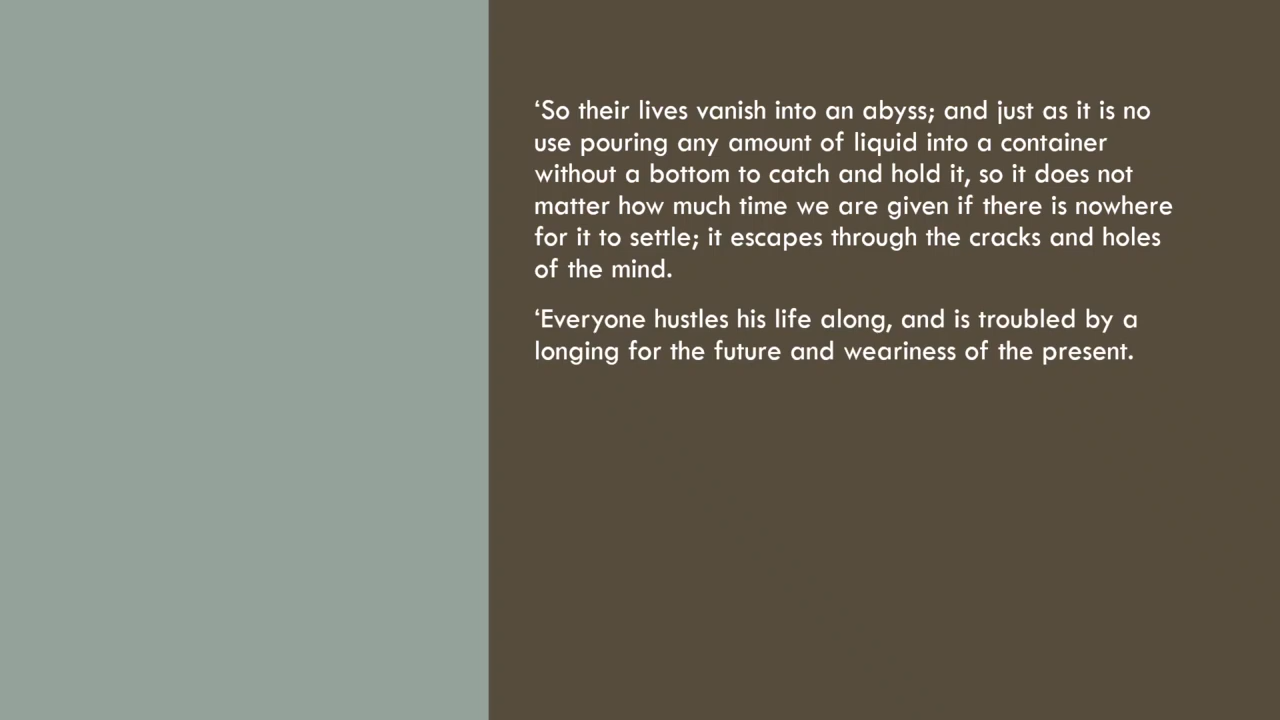 ‘So their lives vanish into an abyss; and just as it is no
use pouring any amount of liquid into a container
without a bottom to catch and hold it, so it does not
matter how much time we are given if there is nowhere
for it to settle; it escapes through the cracks and holes
of the mind.
‘Everyone hustles his life along, and is troubled by a
longing for the future and weariness of the present.